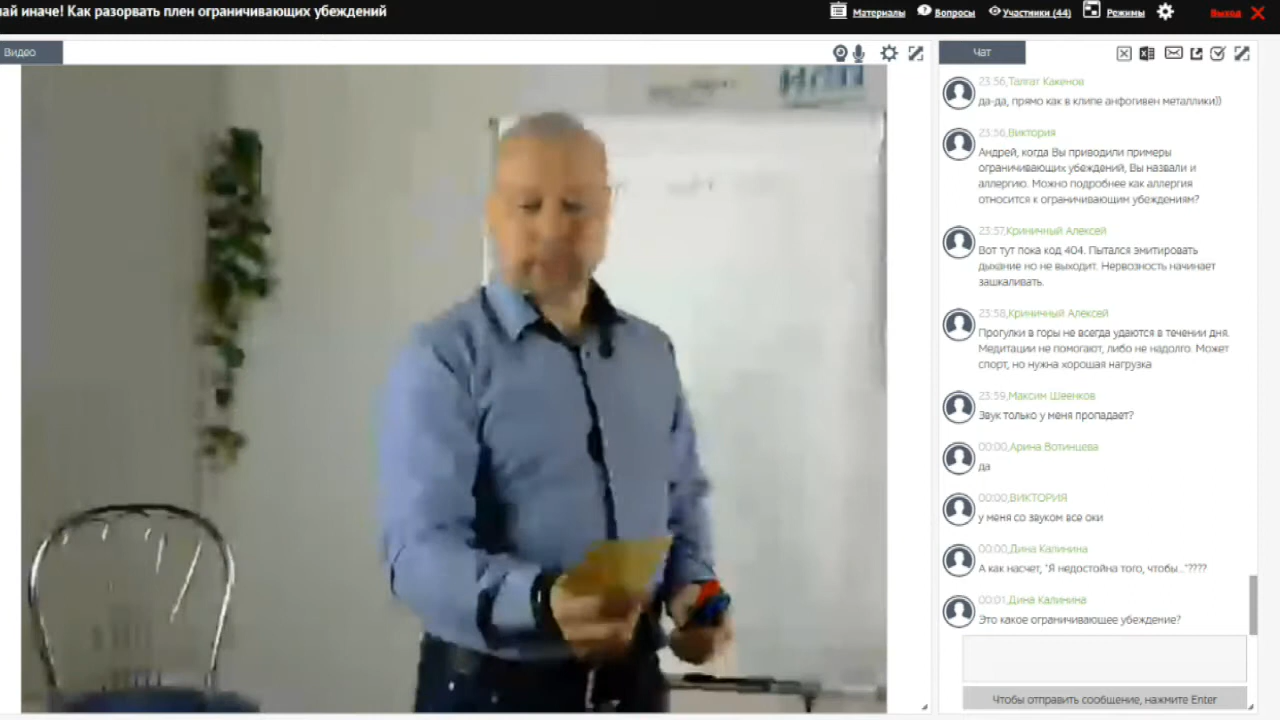 най иначе! Как разорвать плен ограничивающих убеждений
Материалы
Вопросы
Участники (44)
Режимы
Выход
Видео
Чат
23:56, Талгат Какенов
да-да, прямо как в клипе анфогивен металлики))
23:56, Виктория
Андрей, когда Вы приводили примеры
ограничивающих убеждений, Вы назвали и
аллергию. Можно подробнее как аллергия
относится к ограничивающим убеждениям?
23:57, Криничный Алексей
Вот тут пока код 404. Пытался эмитировать
дыхание но не выходит. Нервозность начинает
зашкаливать.
23:58, Криничный Алексей
Прогулки в горы не всегда удаются в течении дня.
Медитации не помогают, либо не надолго. Может
спорт, но нужна хорошая нагрузка
23:59, Максим Шеенков
Звук только у меня пропадает?
00:00, Арина Вотинцева
да
00:00, ВИКТОРИЯ
у меня со звуком все оки
00:00, Дина Калинина
А как насчет, "Я недостойна того, чтобы..."????
00:01, Дина Калинина
Это какое ограничивающее убеждение?
Чтобы отправить сообщение, нажмите Enter